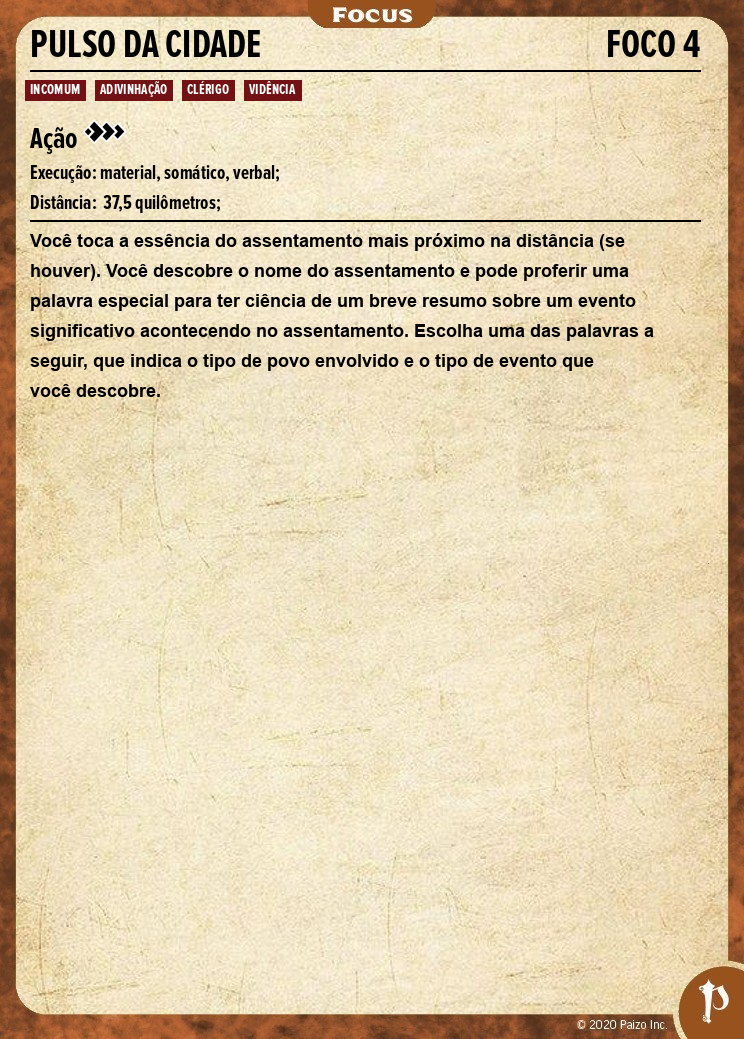 Focus
PULSO DA CIDADE FOCO 4
INCOMUM ADIVINHAÇÃO CLÉRIGO VIDÊNCIA
Ação
Execução: material, somático, verbal;
Distância: 37,5 quilômetros;
Você toca a essência do assentamento mais próximo na distância (se
houver). Você descobre o nome do assentamento e pode proferir uma
palavra especial para ter ciência de um breve resumo sobre um evento
significativo acontecendo no assentamento. Escolha uma das palavras a
seguir, que indica o tipo de povo envolvido e o tipo de evento que
você descobre.
© 2020 Paizo Inc.
P